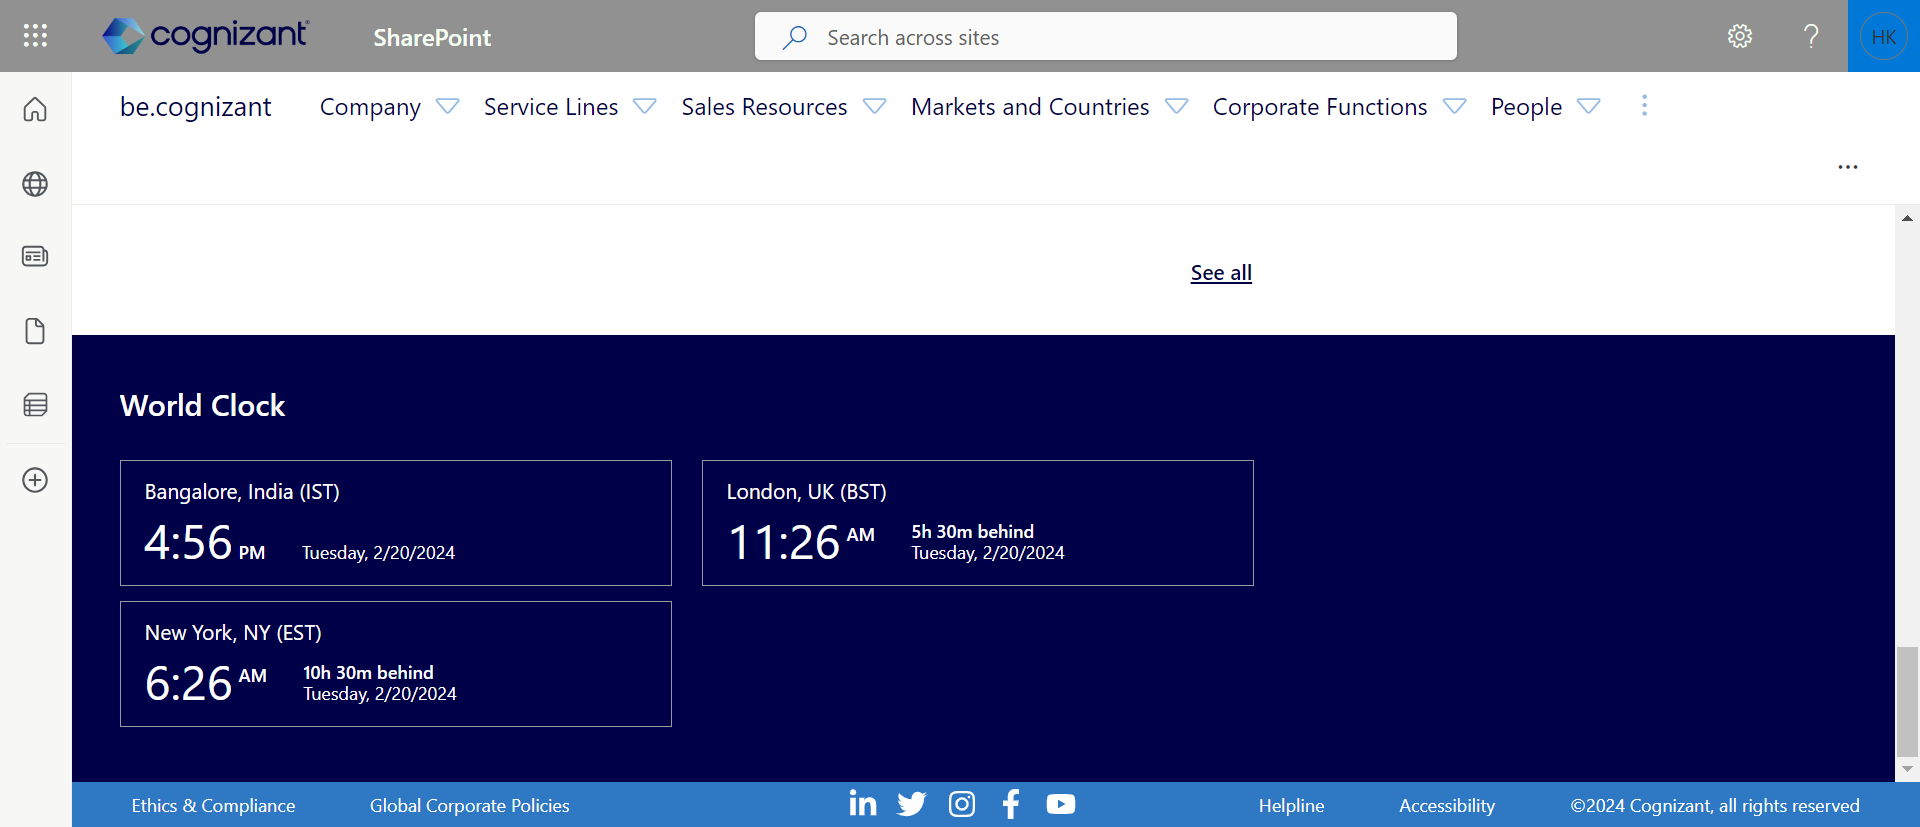 cognizant
SharePoint
Search across sites
HK
be.cognizant Company Service Lines Sales Resources Markets and Countries Corporate Functions People
See all
World Clock
Bangalore, India (IST)
4:56 PM Tuesday, 2/20/2024
London, UK (BST)
11:26 AM 5h 30m behind
Tuesday, 2/20/2024
New York, NY (EST)
6:26 AM 10h 30m behind
Tuesday, 2/20/2024
Ethics & Compliance Global Corporate Policies Helpline Accessibility ©2024 Cognizant, all rights reserved